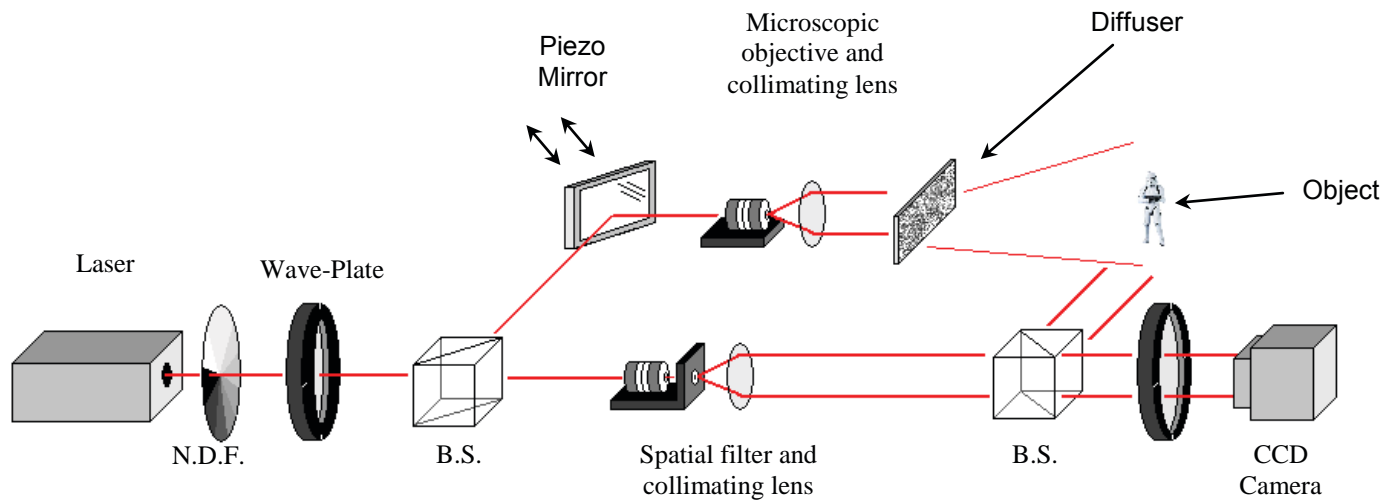 Microscopic
objective and
collimating lens
Diffuser
Piezo
Mirror
Object
Laser
Wave-Plate
N.D.F.
B.S.
Spatial filter and
collimating lens
B.S.
CCD
Camera